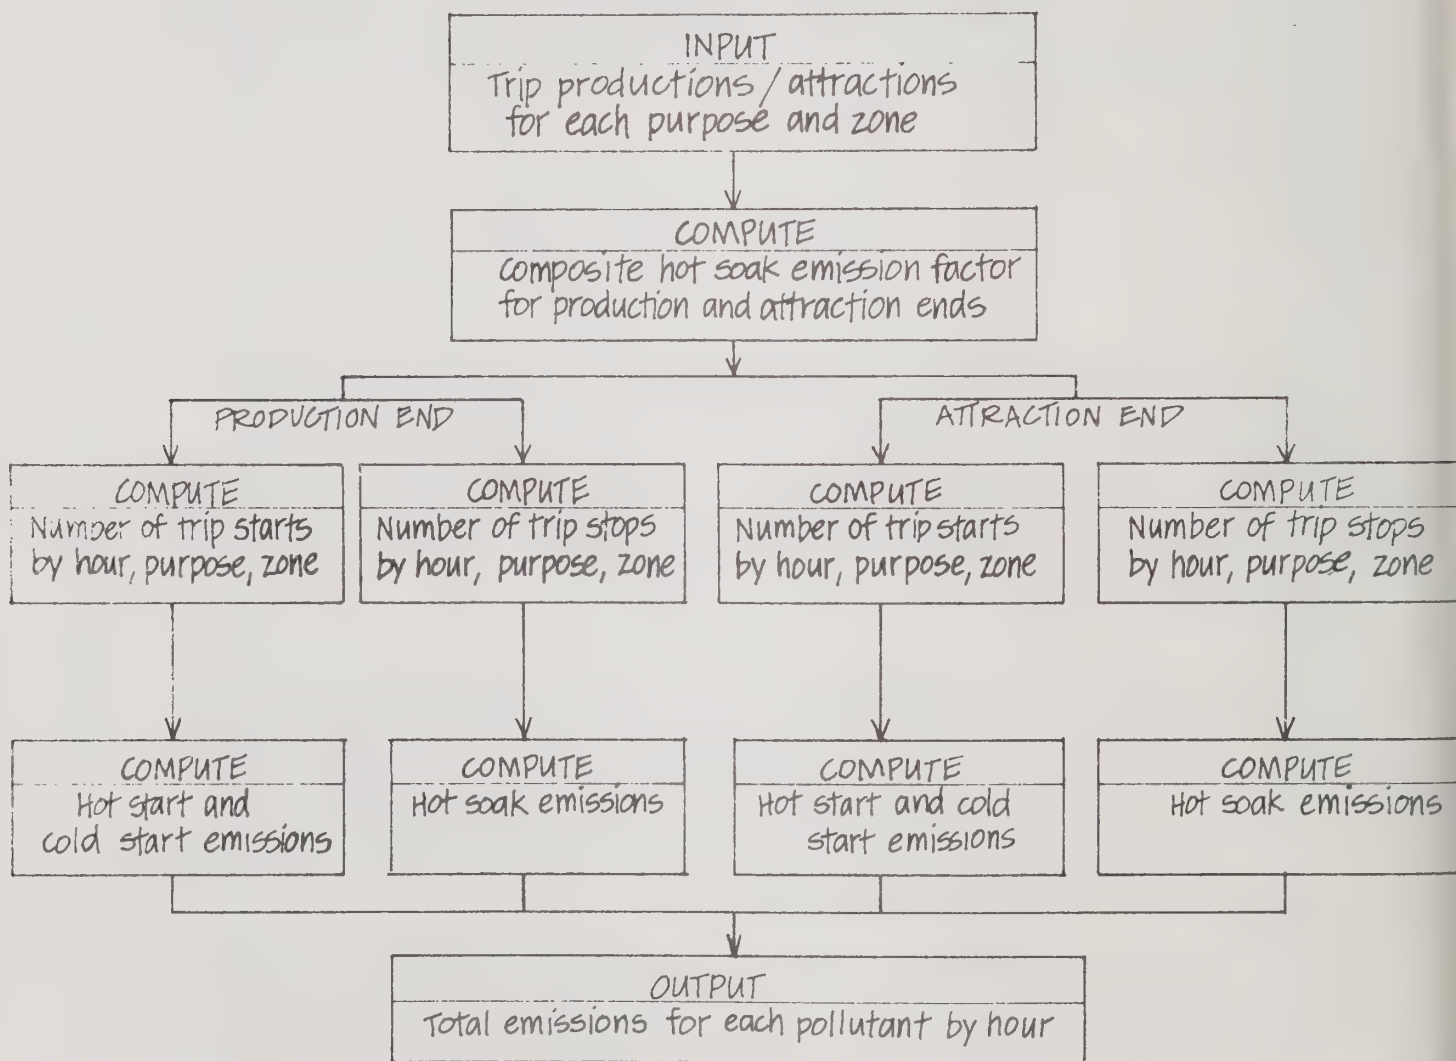 INPUT
Trip productions / attractions
for each purpose and zone
COMPUTE
Composite hot soak emission factor
for production and attraction ends
PRODUCTION END
ATTRACTION END
COMPUTE
Number of trip starts
by hour, purpose, zone
COMPUTE
Number of trip stops
by hour, purpose, zone
COMPUTE
Number of trip starts
by hour, purpose, zone
COMPUTE
Number of trip stops
by hour, purpose, zone
COMPUTE
Hot start and
cold start emissions
COMPUTE
Hot soak emissions
COMPUTE
Hot start and cold
start emissions
COMPUTE
Hot soak emissions
OUTPUT
Total emissions for each pollutant by hour